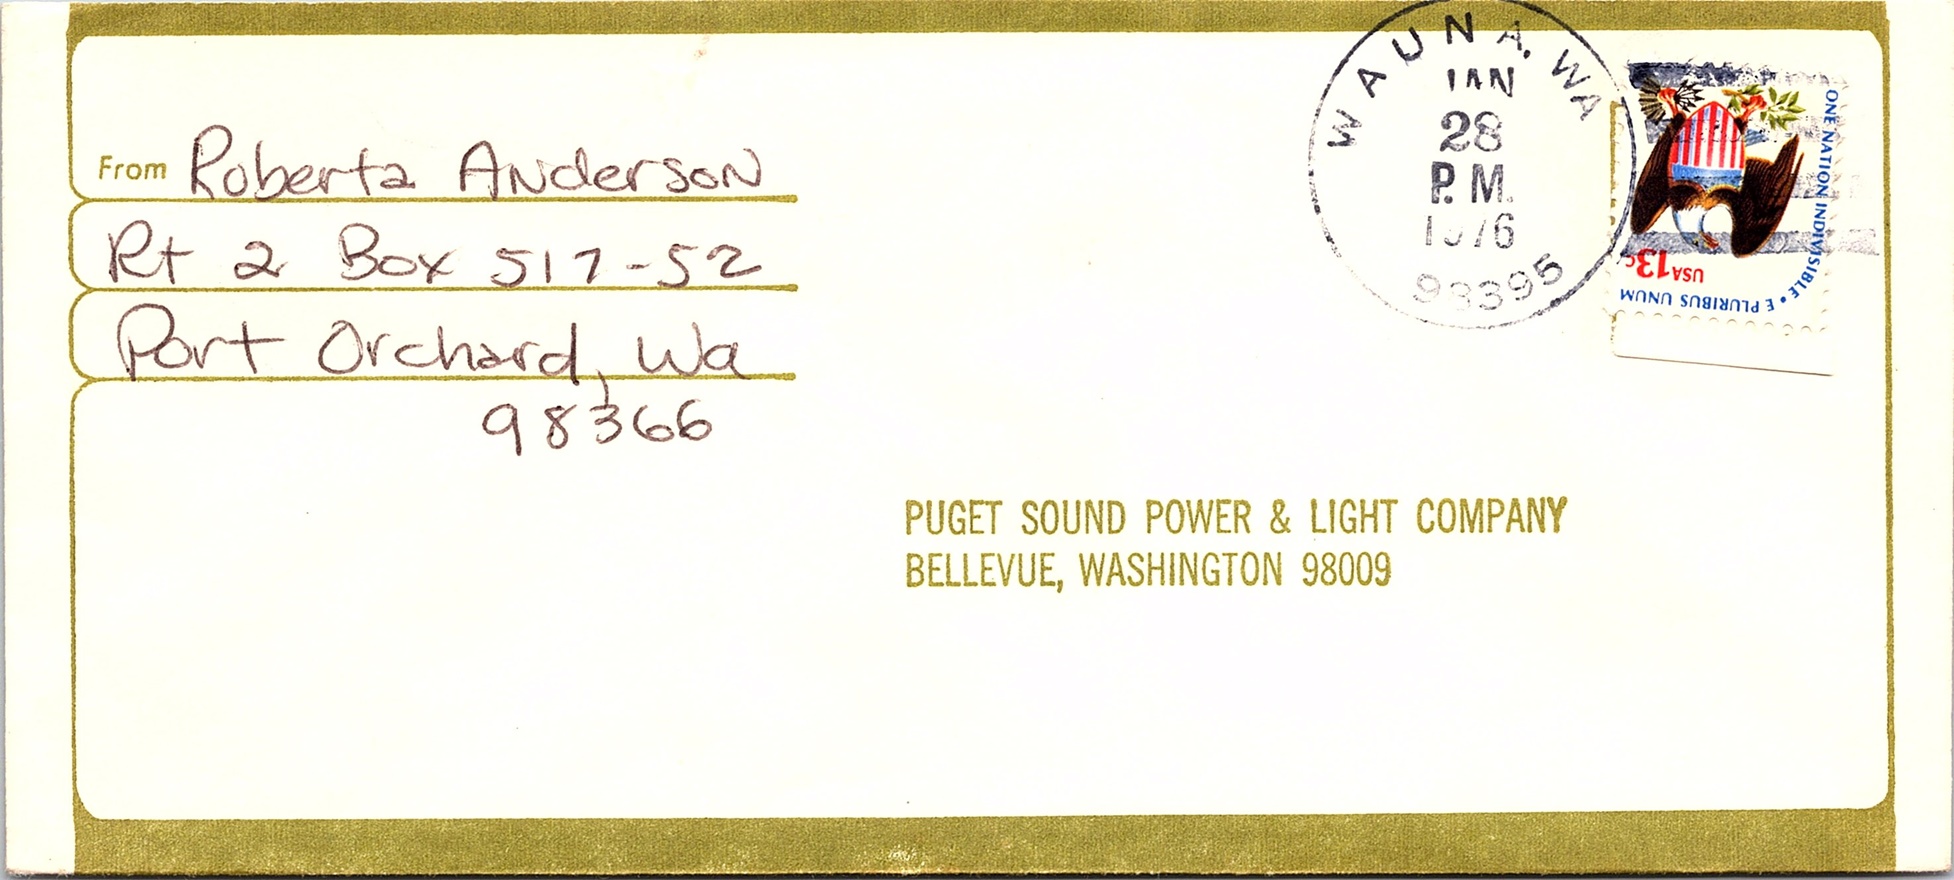 From Roberta Anderson
Rt 2 Box 517-52
Port Orchard, Wa
98366
WAUNA, WA
JAN
28
P.M.
1976
98395
ONE NATION INDIVISIBLE • E PLURIBUS UNUM
USA 13c
PUGET SOUND POWER & LIGHT COMPANY
BELLEVUE, WASHINGTON 98009